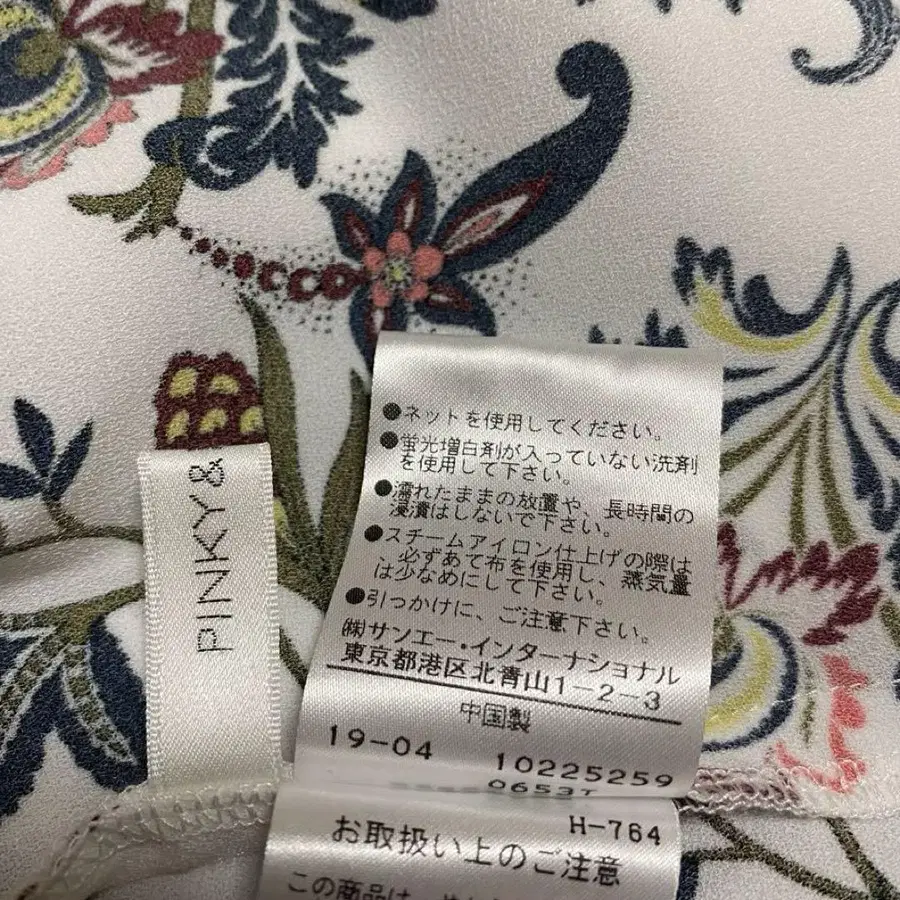 PINKY&
●ネットを使用してください。
●蛍光増白剤が入っていない洗剤
を使用して下さい。
●濡れたままの放置や、長時間の
浸漬はしないで下さい。
●スチームアイロン仕上げの際は
、必ずあて布を使用し、蒸気量
は少なめにして下さい。
●引っかけに、ご注意下さい。
㈱サンエー・インターナショナル
東京都港区北青山1-2-3
中国製
19-04 10225259
H-764
お取扱い上のご注意
この商品は、